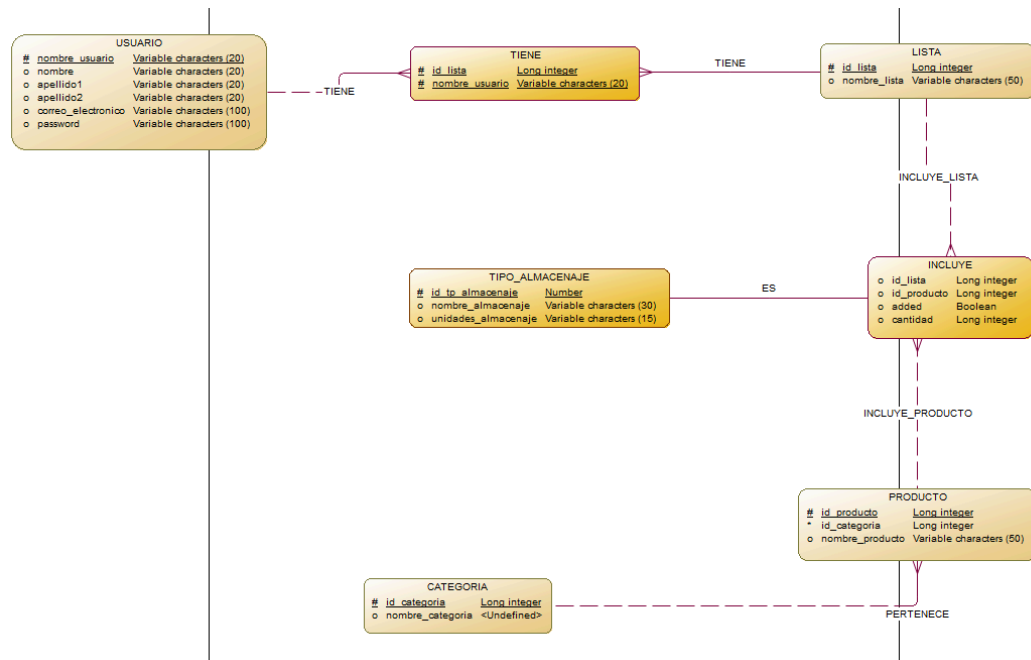 USUARIO
# nombre_usuario Variable characters (20)
o nombre Variable characters (20)
o apellido1 Variable characters (20)
o apellido2 Variable characters (20)
o correo_electronico Variable characters (100)
o password Variable characters (100)
TIENE
TIENE
# id_lista Long integer
# nombre_usuario Variable characters (20)
TIENE
LISTA
# id_lista Long integer
o nombre_lista Variable characters (50)
INCLUYE_LISTA
TIPO_ALMACENAJE
# id_tp_almacenaje Number
o nombre_almacenaje Variable characters (30)
o unidades_almacenaje Variable characters (15)
ES
INCLUYE
o id_lista Long integer
o id_producto Long integer
o added Boolean
o cantidad Long integer
INCLUYE_PRODUCTO
PRODUCTO
# id_producto Long integer
* id_categoria Long integer
o nombre_producto Variable characters (50)
CATEGORIA
# id_categoria Long integer
o nombre_categoria <Undefined>
PERTENECE